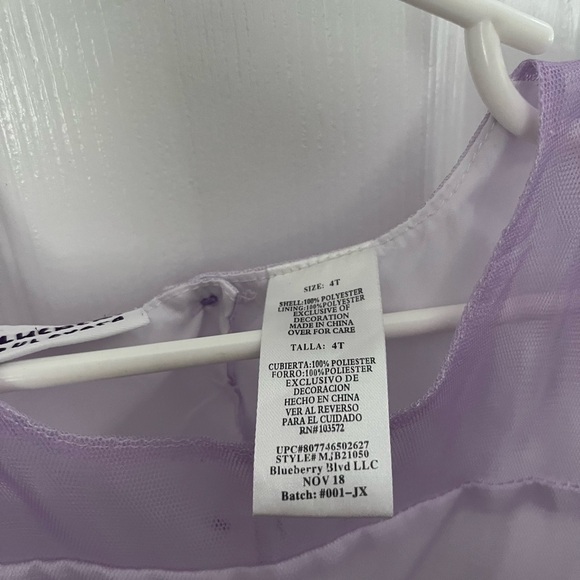 SIZE: 4T
SHELL:100% POLYESTER
LINING:100% POLYESTER
EXCLUSIVE OF
DECORATION
MADE IN CHINA
OVER FOR CARE
TALLA: 4T
CUBIERTA:100% POLIESTER
FORRO:100%POLIESTER
EXCLUSIVO DE
DECORACION
HECHO EN CHINA
VER AL REVERSO
PARA EL CUIDADO
RN#103572
UPC#807746502627
STYLE# MJB21050
Blueberry Blvd LLC
NOV 18
Batch: #001-JX